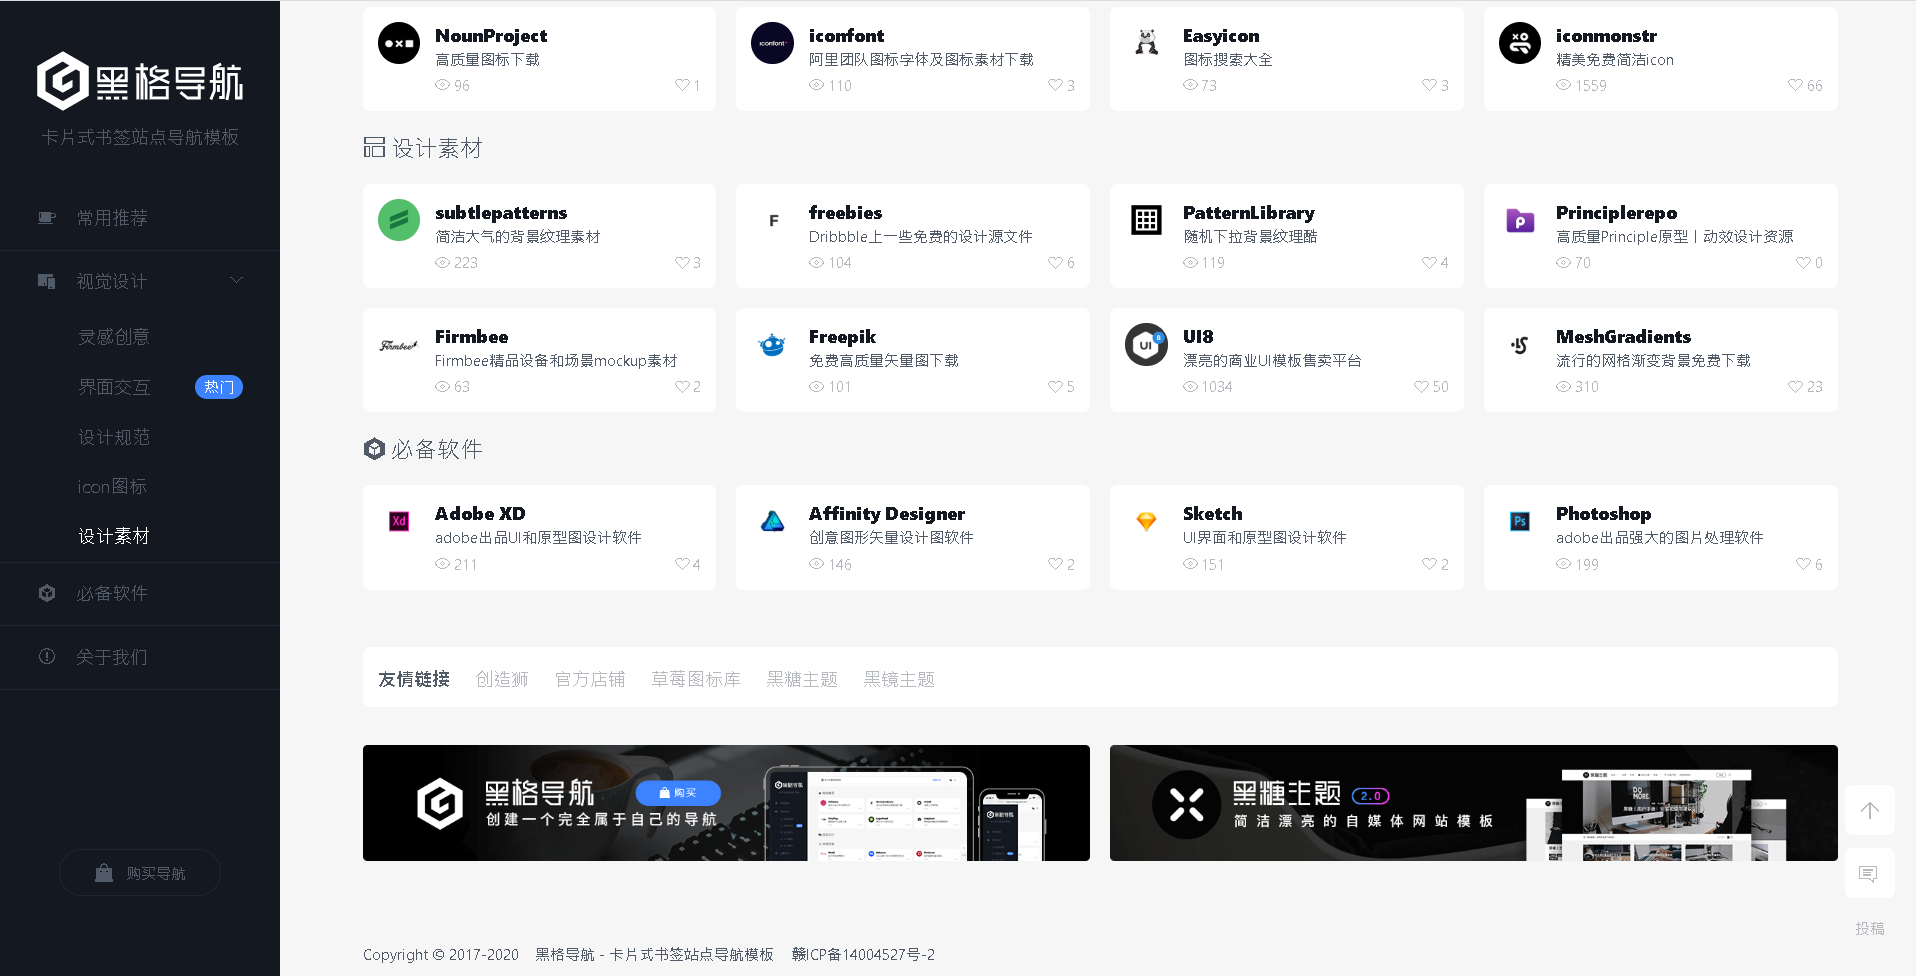 黑格导航
卡片式书签站点导航模板
常用推荐
视觉设计
灵感创意
界面交互 热门
设计规范
icon图标
设计素材
必备软件
关于我们
购买导航
NounProject
高质量图标下载
96 1
iconfont
iconfont
阿里团队图标字体及图标素材下载
110 3
Easyicon
图标搜索大全
73 3
iconmonstr
精美免费简洁icon
1559 66
设计素材
subtlepatterns
简洁大气的背景纹理素材
223 3
F
freebies
Dribbble上一些免费的设计源文件
104 6
PatternLibrary
随机下拉背景纹理酷
119 4
p
Principlerepo
高质量Principle原型丨动效设计资源
70 0
Firmbee
Firmbee
Firmbee精品设备和场景mockup素材
63 2
Freepik
免费高质量矢量图下载
101 5
UI 8
UI8
漂亮的商业UI模板售卖平台
1034 50
MeshGradients
流行的网格渐变背景免费下载
310 23
必备软件
Xd
Adobe XD
adobe出品UI和原型图设计软件
211 4
Affinity Designer
创意图形矢量设计图软件
146 2
Sketch
UI界面和原型图设计软件
151 2
Ps
Photoshop
adobe出品强大的图片处理软件
199 6
友情链接 创造狮 官方店铺 草莓图标库 黑糖主题 黑镜主题
黑格导航 购买
创建一个完全属于自己的导航
黑格导航
黑格导航
黑糖主题 2.0
简洁漂亮的自媒体网站模板
黑糖主题
DO MORE.
投稿
Copyright © 2017-2020 黑格导航 - 卡片式书签站点导航模板 赣ICP备14004527号-2